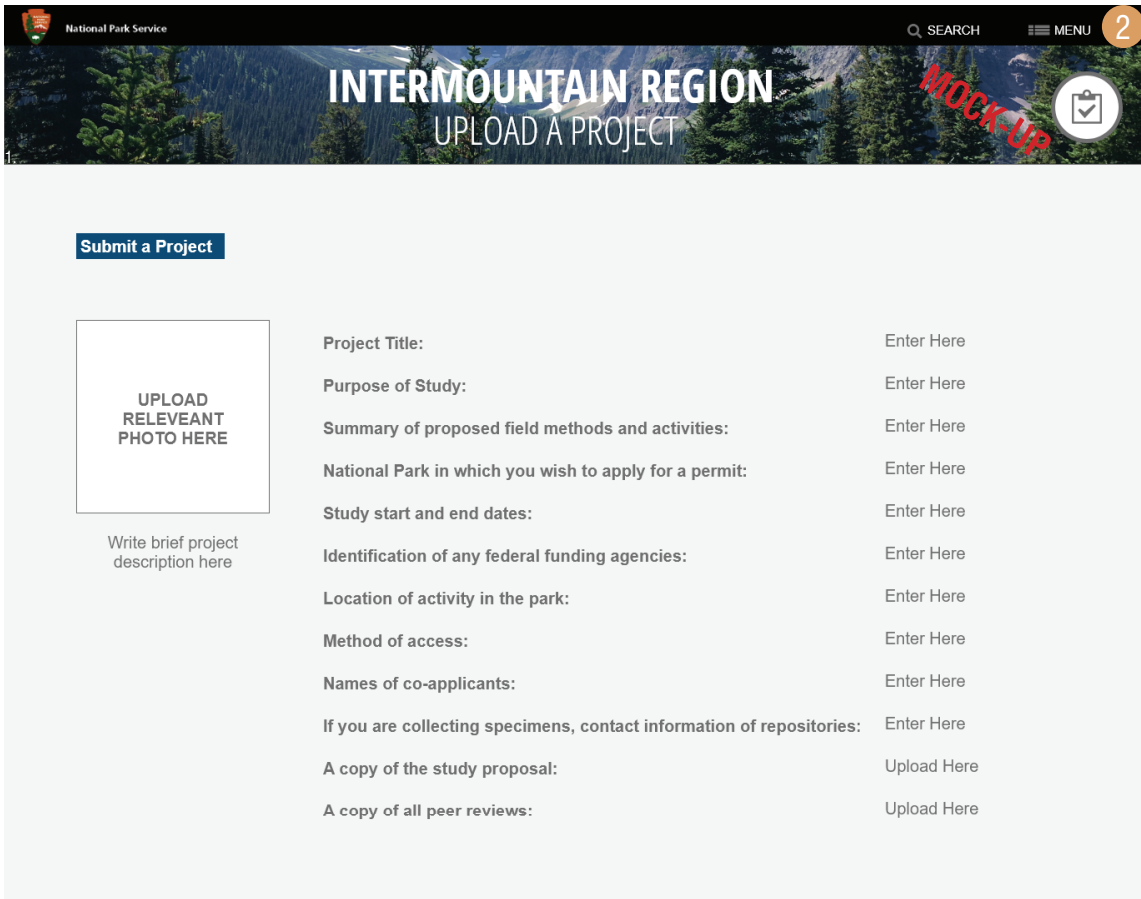 National Park Service
SEARCH
MENU
2
INTERMOUNTAIN REGION
UPLOAD A PROJECT
MOCK-UP
1.
Submit a Project
UPLOAD
RELEVEANT
PHOTO HERE
Write brief project
description here
Project Title: Enter Here
Purpose of Study: Enter Here
Summary of proposed field methods and activities: Enter Here
National Park in which you wish to apply for a permit: Enter Here
Study start and end dates: Enter Here
Identification of any federal funding agencies: Enter Here
Location of activity in the park: Enter Here
Method of access: Enter Here
Names of co-applicants: Enter Here
If you are collecting specimens, contact information of repositories: Enter Here
A copy of the study proposal: Upload Here
A copy of all peer reviews: Upload Here